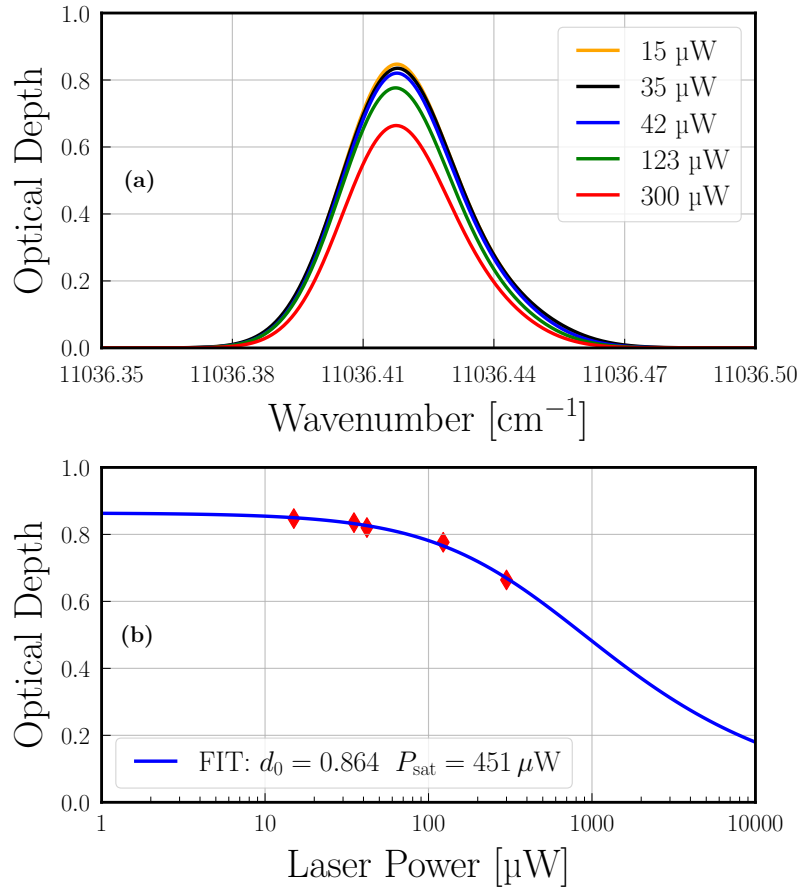 1.0
0.8
0.6
0.4
0.2
0.0
Optical Depth
(a)
15 µW
35 µW
42 µW
123 µW
300 µW
11036.35 11036.38 11036.41 11036.44 11036.47 11036.50
Wavenumber [cm⁻¹]
1.0
0.8
0.6
0.4
0.2
0.0
Optical Depth
(b)
FIT: d₀ = 0.864 P_sat = 451 µW
1 10 100 1000 10000
Laser Power [µW]